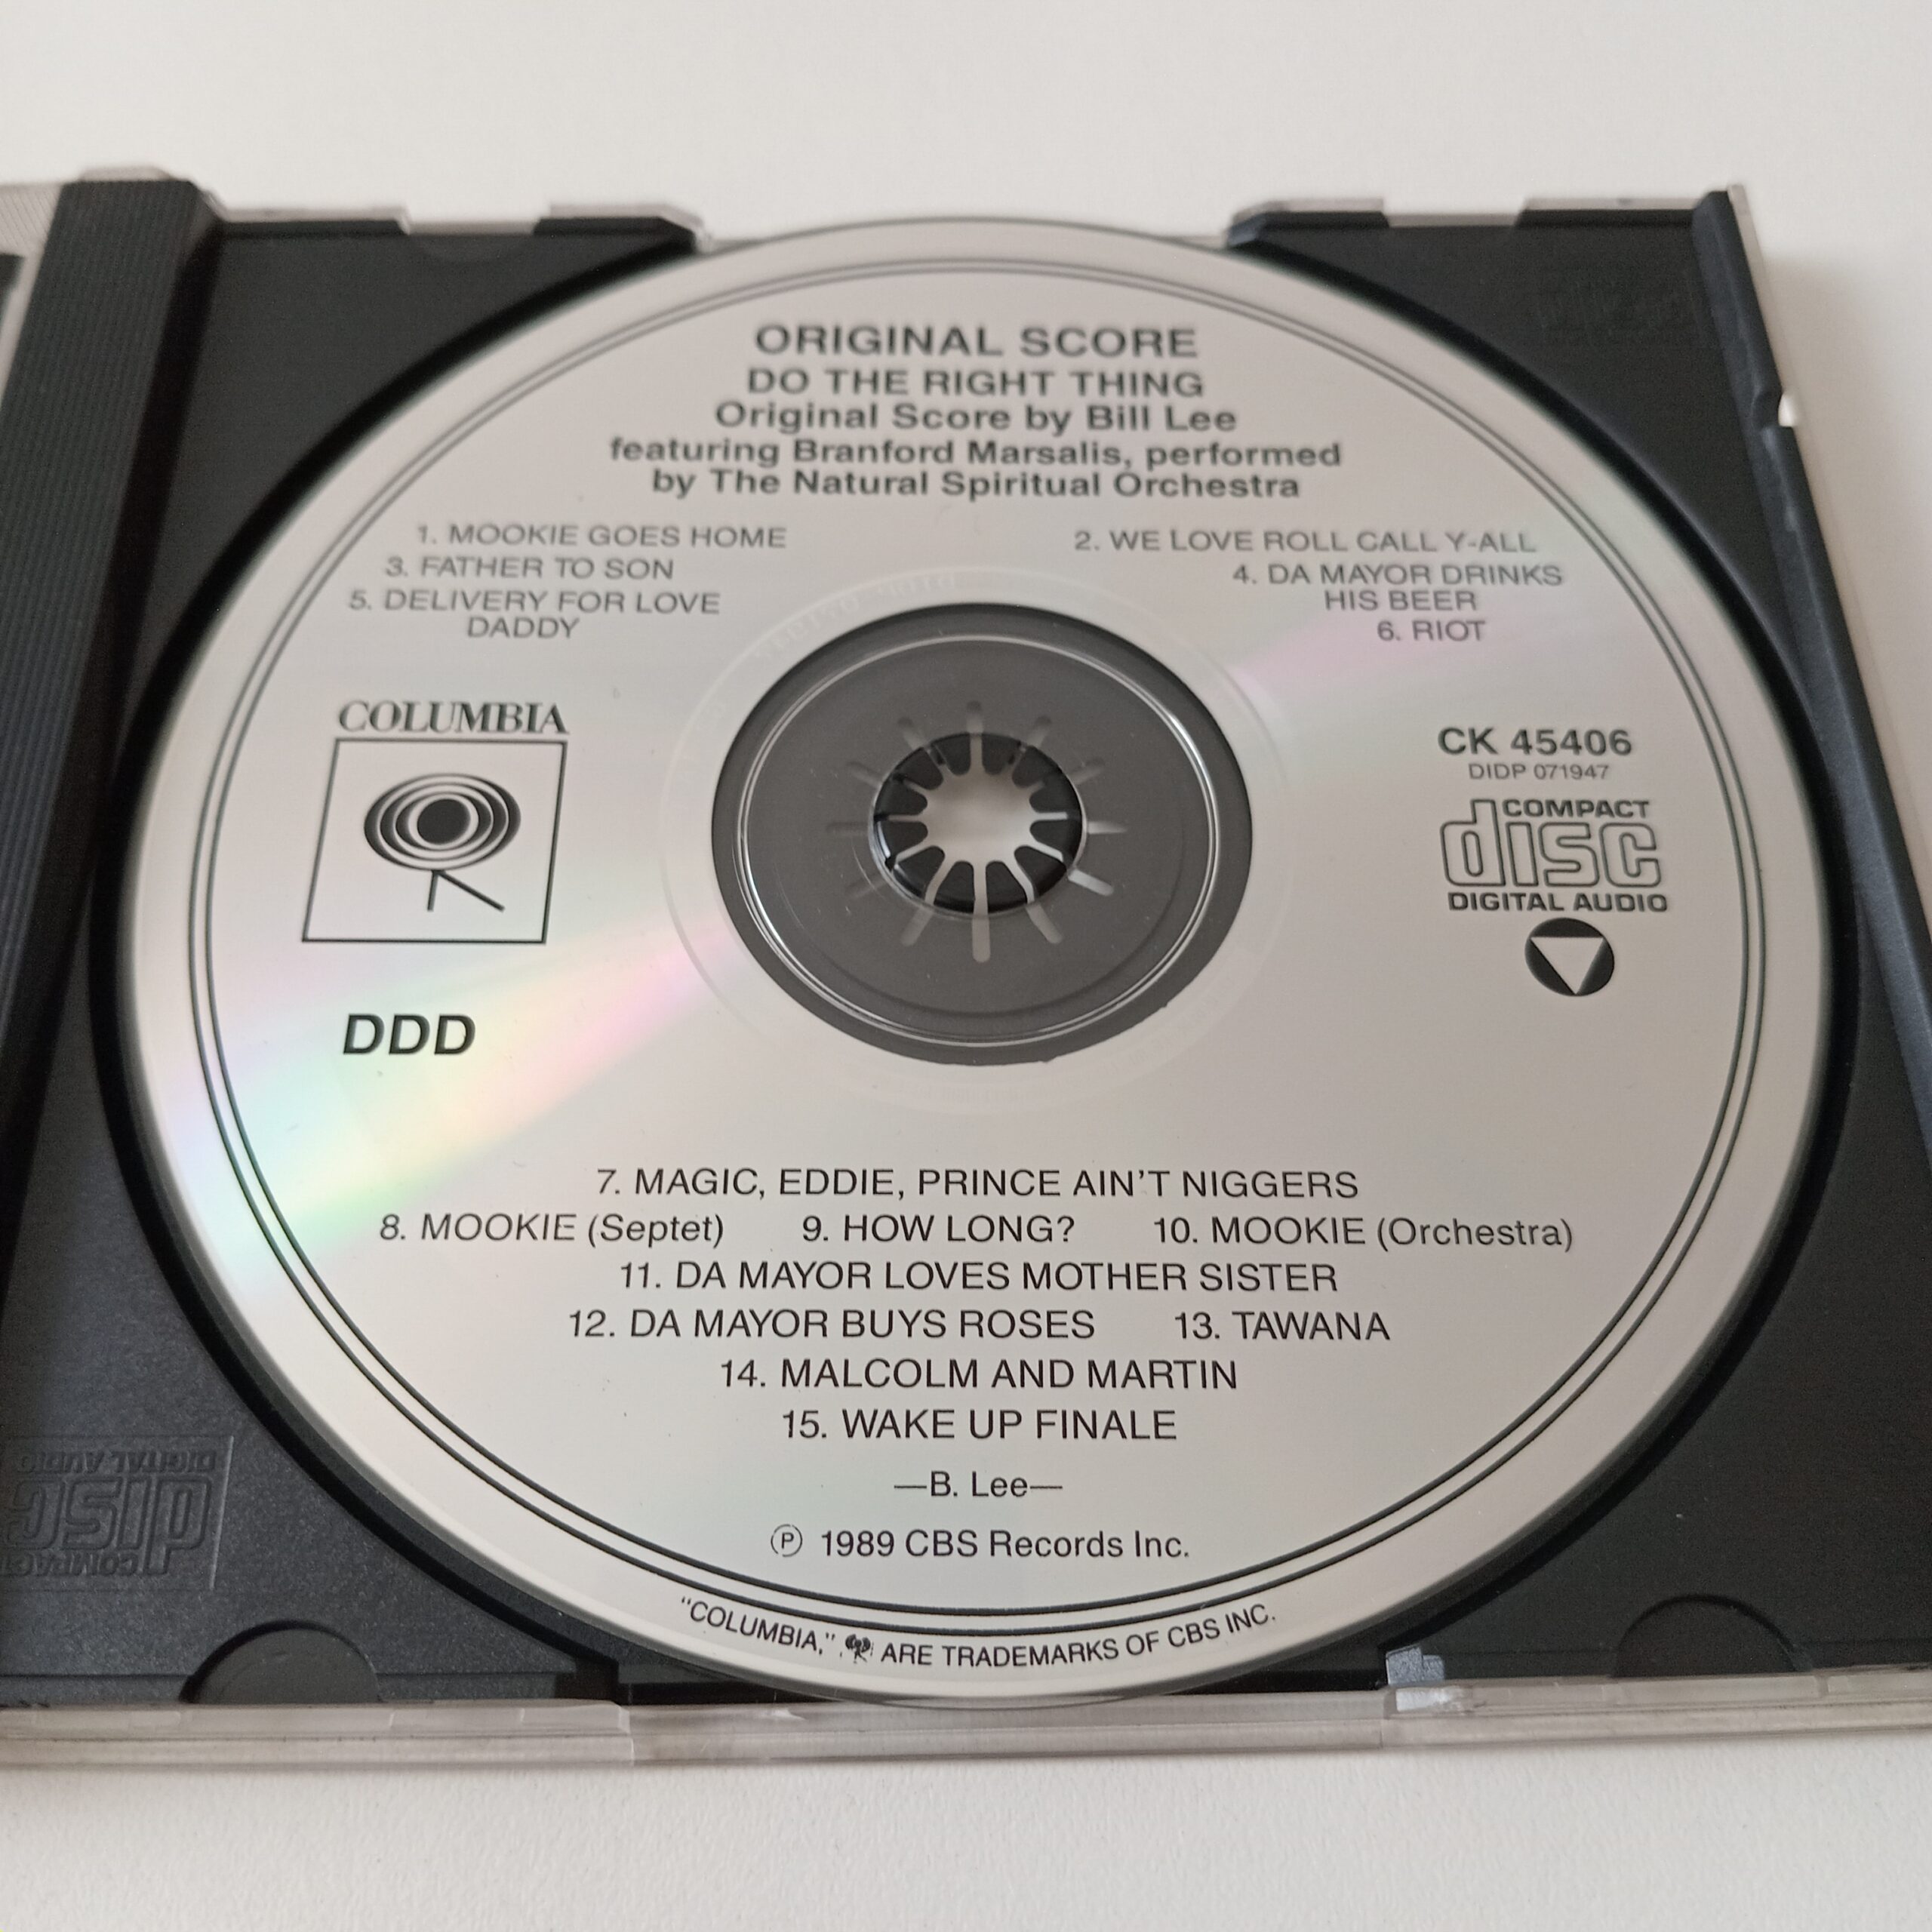 ORIGINAL SCORE
DO THE RIGHT THING
Original Score by Bill Lee
featuring Branford Marsalis, performed
by The Natural Spiritual Orchestra
1. MOOKIE GOES HOME
2. WE LOVE ROLL CALL Y-ALL
3. FATHER TO SON
4. DA MAYOR DRINKS
HIS BEER
5. DELIVERY FOR LOVE
DADDY
6. RIOT
COLUMBIA
CK 45406
DIDP 071947
COMPACT
disc
DIGITAL AUDIO
DDD
7. MAGIC, EDDIE, PRINCE AIN'T NIGGERS
8. MOOKIE (Septet) 9. HOW LONG? 10. MOOKIE (Orchestra)
11. DA MAYOR LOVES MOTHER SISTER
12. DA MAYOR BUYS ROSES 13. TAWANA
14. MALCOLM AND MARTIN
15. WAKE UP FINALE
—B. Lee—
Ⓟ 1989 CBS Records Inc.
"COLUMBIA," ARE TRADEMARKS OF CBS INC.
COMPACT
disc
DIGITAL AUDIO